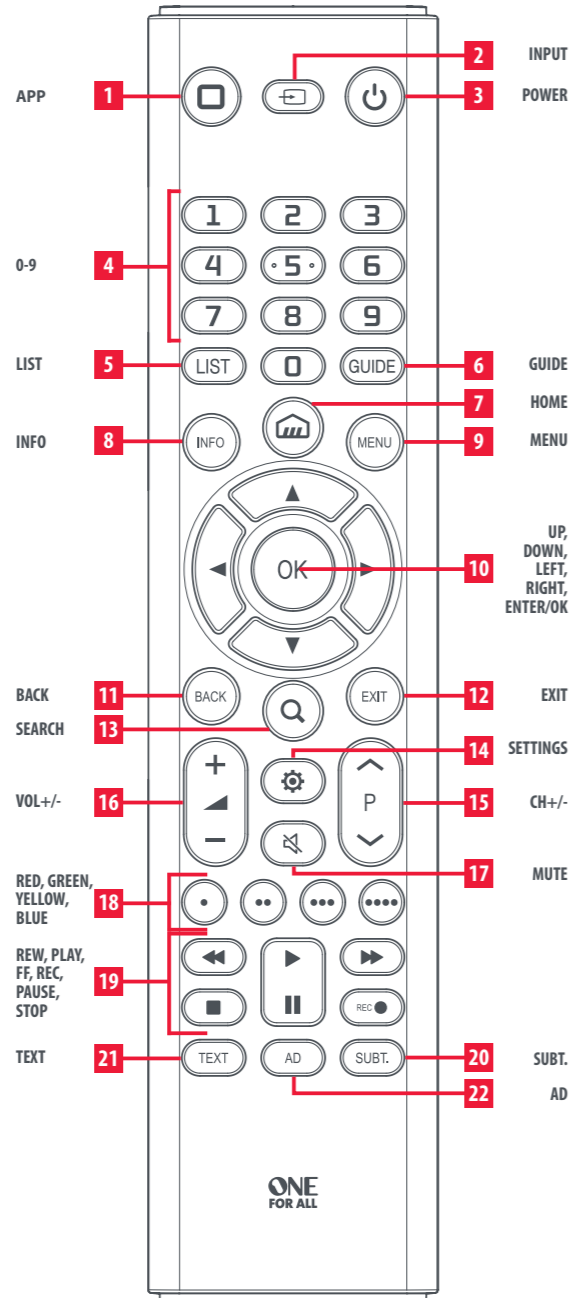 2 INPUT
APP 1
3 POWER
1 2 3
0-9 4
4 5 6
7 8 9
LIST 5 LIST 0 GUIDE 6 GUIDE
7 HOME
INFO 8 INFO MENU 9 MENU
OK 10
UP,
DOWN,
LEFT,
RIGHT,
ENTER/OK
BACK 11 BACK EXIT 12 EXIT
SEARCH 13
14 SETTINGS
VOL+/- 16 + − P 15 CH+/-
17 MUTE
RED, GREEN,
YELLOW,
BLUE
18
REW, PLAY,
FF, REC,
PAUSE,
STOP
19
REC
TEXT 21 TEXT AD SUBT. 20 SUBT.
22 AD
ONE
FOR ALL